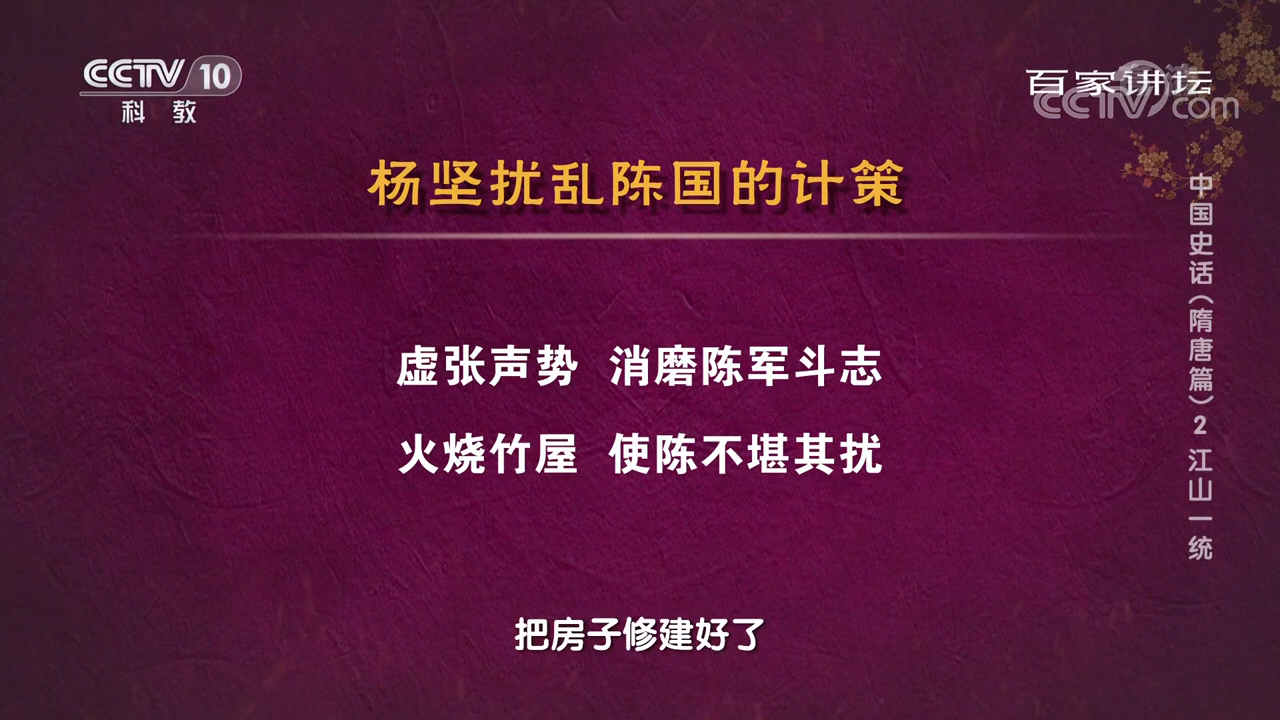 CCTV 10
科教
百家讲坛
CCTV.com
杨坚扰乱陈国的计策
虚张声势 消磨陈军斗志
火烧竹屋 使陈不堪其扰
中国史话(隋唐篇)2 江山一统
把房子修建好了